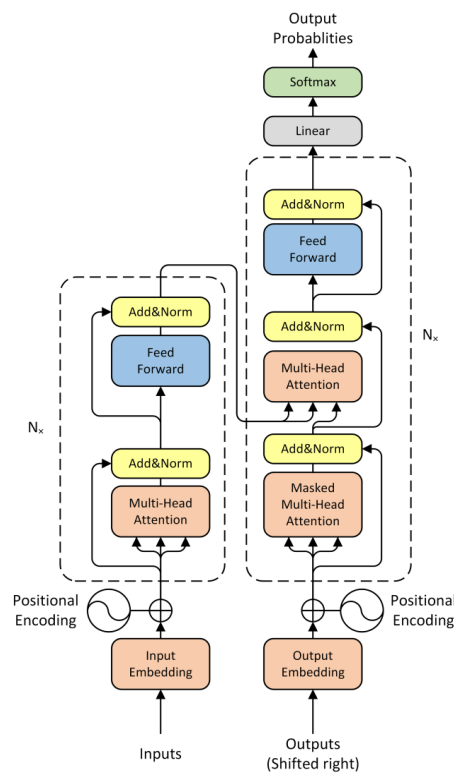 Output
Probablities
Softmax
Linear
Add&Norm
Feed
Forward
Add&Norm
Multi-Head
Attention
Add&Norm
Masked
Multi-Head
Attention
Nₓ
Positional
Encoding
Output
Embedding
Outputs
(Shifted right)
Add&Norm
Feed
Forward
Nₓ
Add&Norm
Multi-Head
Attention
Positional
Encoding
Input
Embedding
Inputs